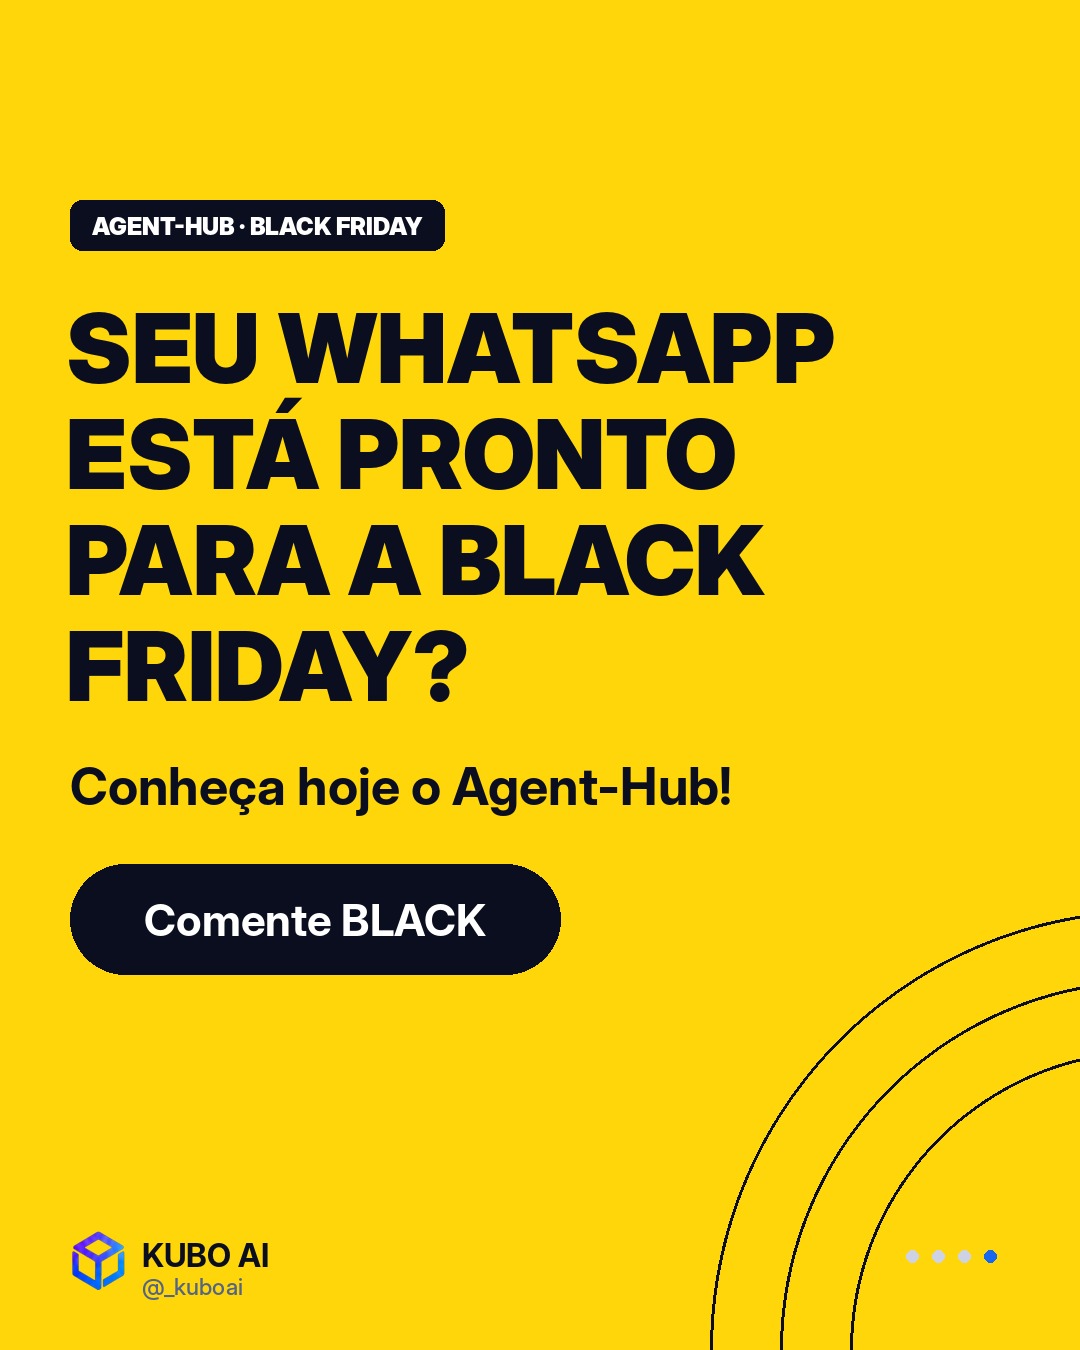 AGENT-HUB · BLACK FRIDAY
SEU WHATSAPP
ESTÁ PRONTO
PARA A BLACK
FRIDAY?
Conheça hoje o Agent-Hub!
Comente BLACK
KUBO AI
@_kuboai